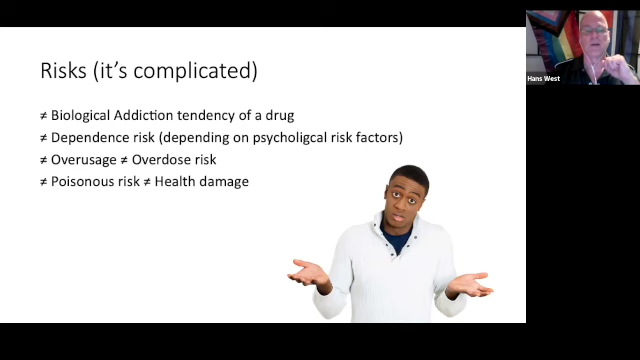 Risks (it's complicated)
≠ Biological Addiction tendency of a drug
≠ Dependence risk (depending on psycholigcal risk factors)
≠ Overusage ≠ Overdose risk
≠ Poisonous risk ≠ Health damage
Hans West